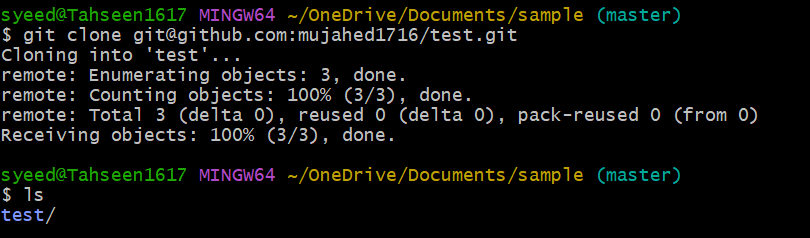 syeed@Tahseen1617 MINGW64 ~/OneDrive/Documents/sample (master)
$ git clone git@github.com:mujahed1716/test.git
Cloning into 'test'...
remote: Enumerating objects: 3, done.
remote: Counting objects: 100% (3/3), done.
remote: Total 3 (delta 0), reused 0 (delta 0), pack-reused 0 (from 0)
Receiving objects: 100% (3/3), done.
syeed@Tahseen1617 MINGW64 ~/OneDrive/Documents/sample (master)
$ ls
test/